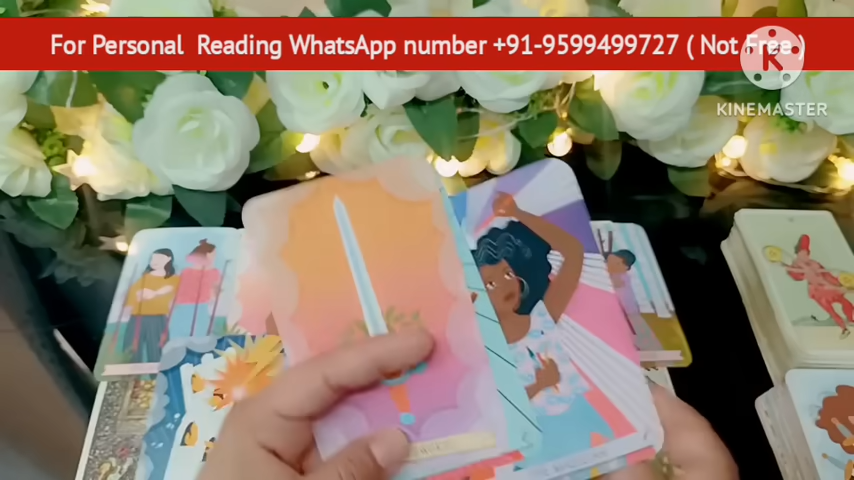 For Personal Reading WhatsApp number +91-9599499727 ( Not Free )
K
KINEMASTER